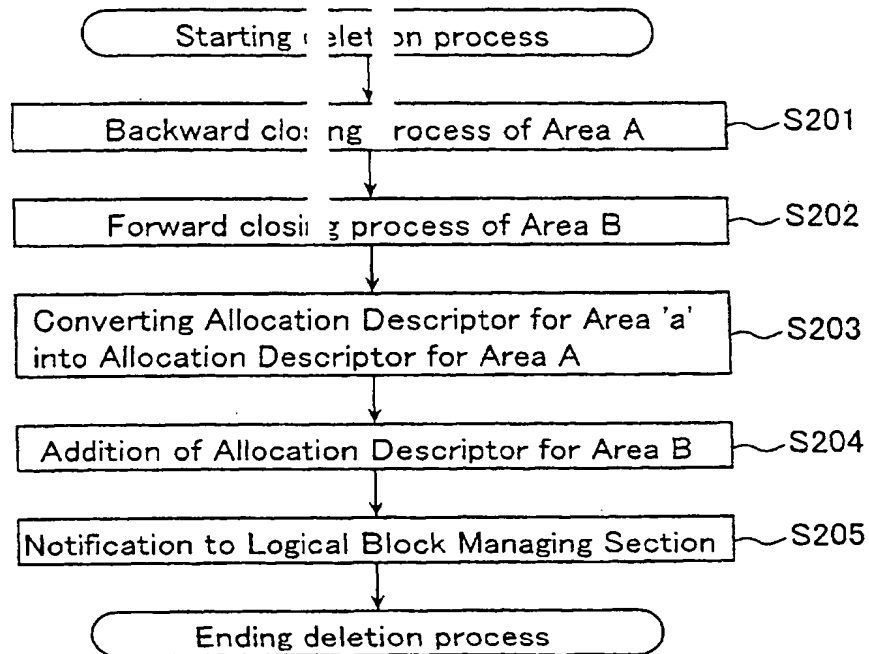 Starting deletion process
Backward closing process of Area A
S201
Forward closing process of Area B
S202
Converting Allocation Descriptor for Area 'a'
into Allocation Descriptor for Area A
S203
Addition of Allocation Descriptor for Area B
S204
Notification to Logical Block Managing Section
S205
Ending deletion process